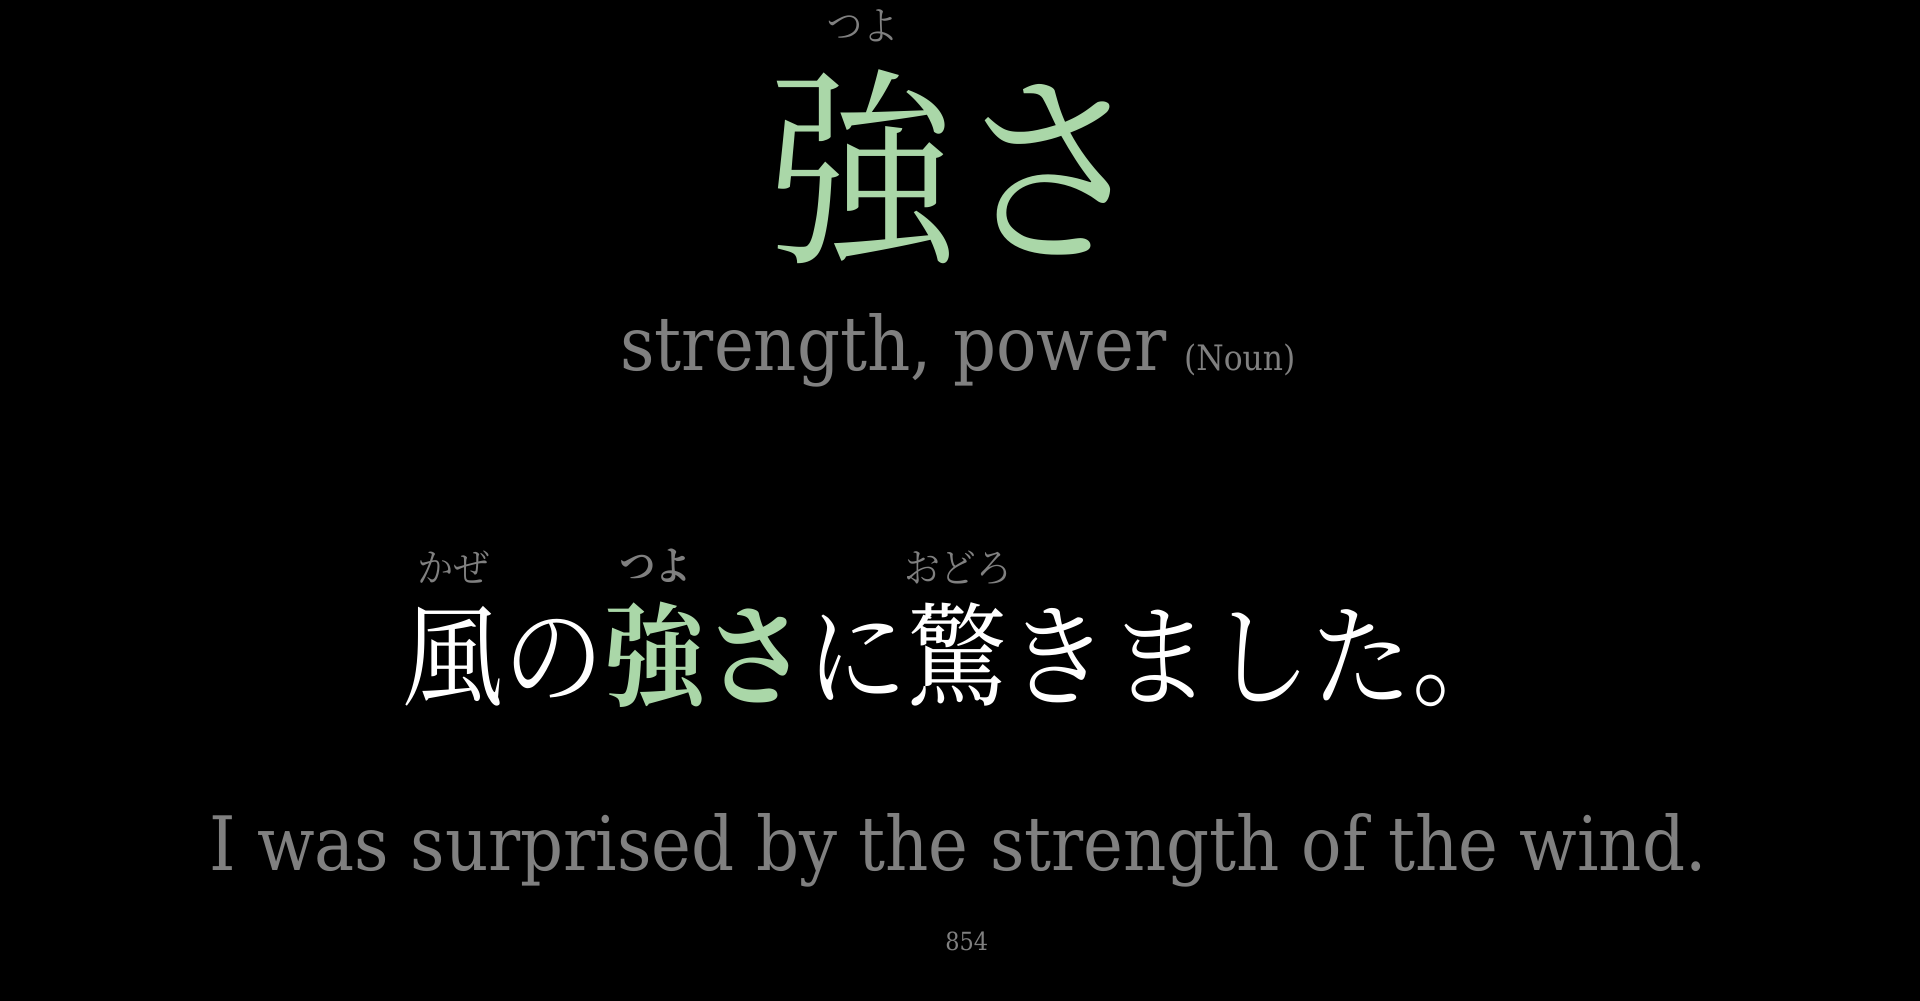 つよ
強さ
strength, power (Noun)
かぜ つよ おどろ
風の強さに驚きました。
I was surprised by the strength of the wind.
854